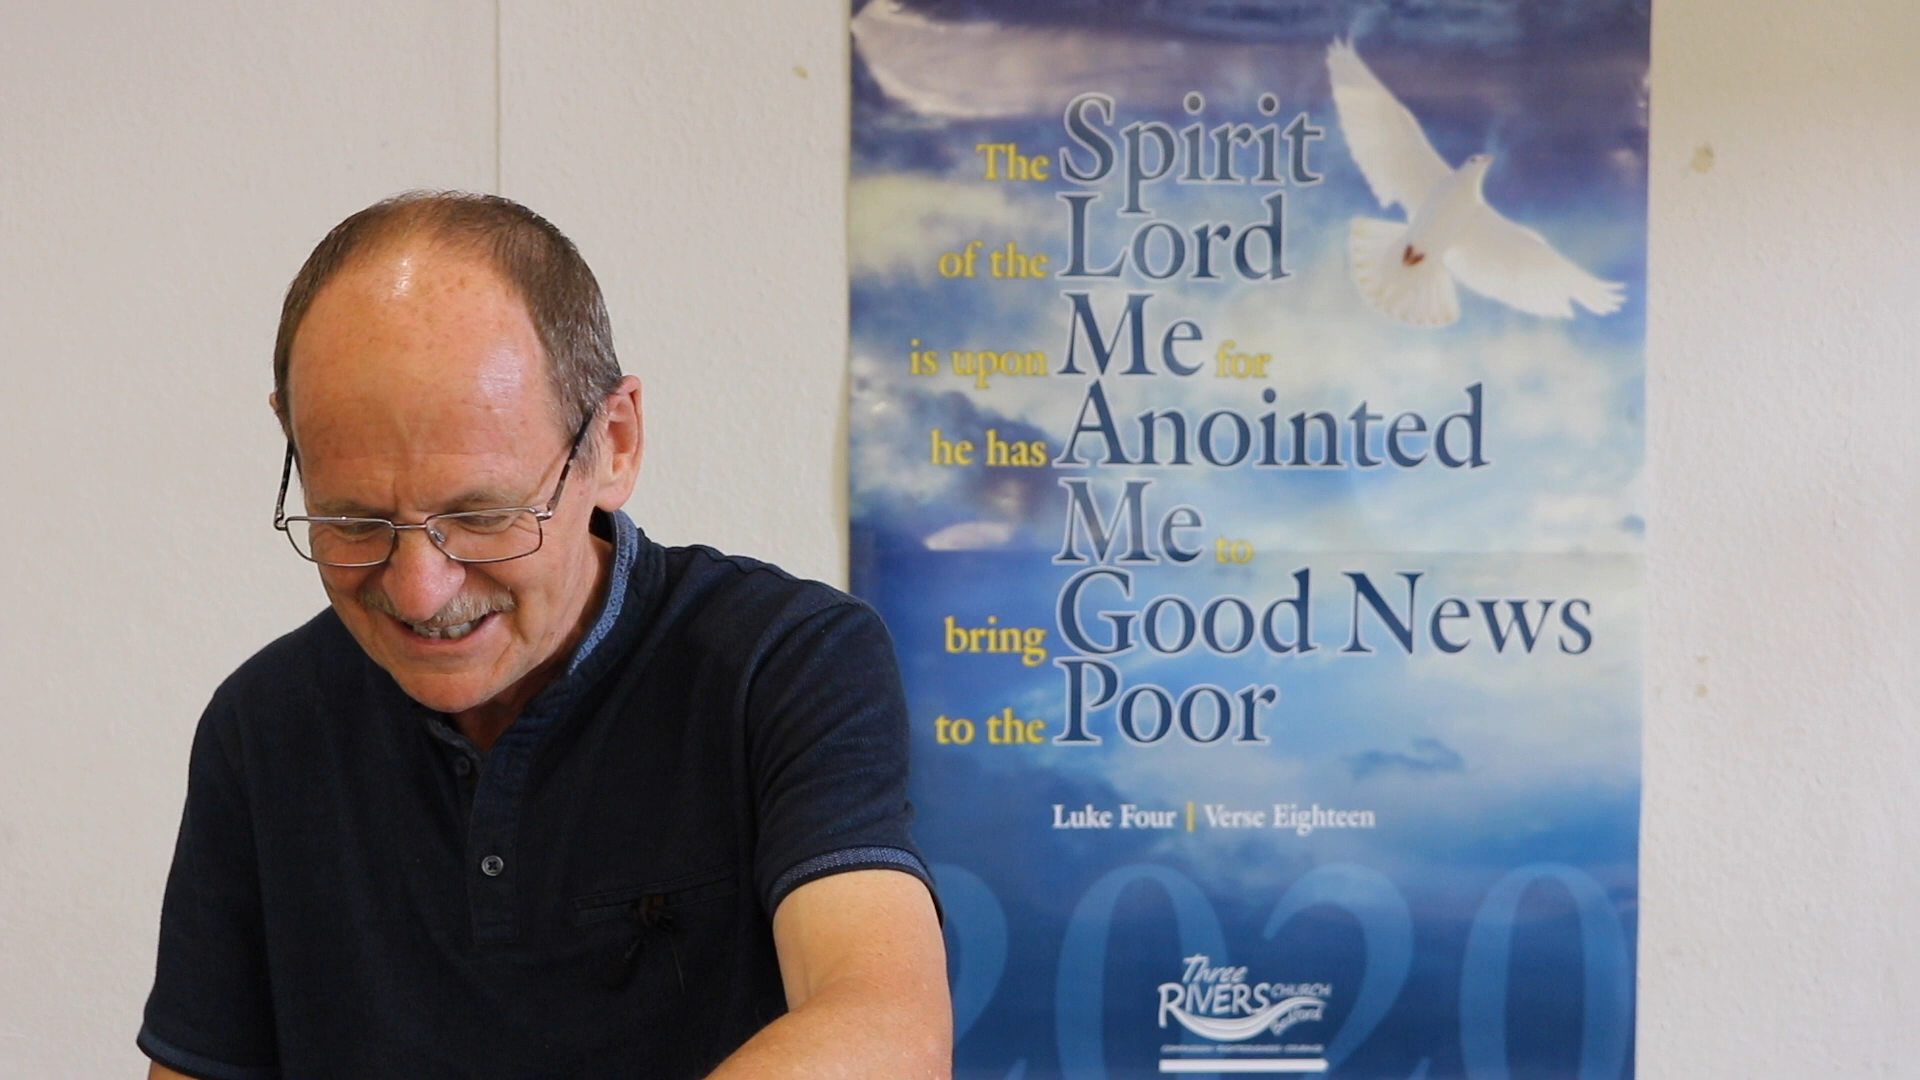 The Spirit
of the Lord
is upon Me for
he has Anointed
Me to
bring Good News
to the Poor
Luke Four | Verse Eighteen
2020
Three
RIVERS CHURCH
Bedford